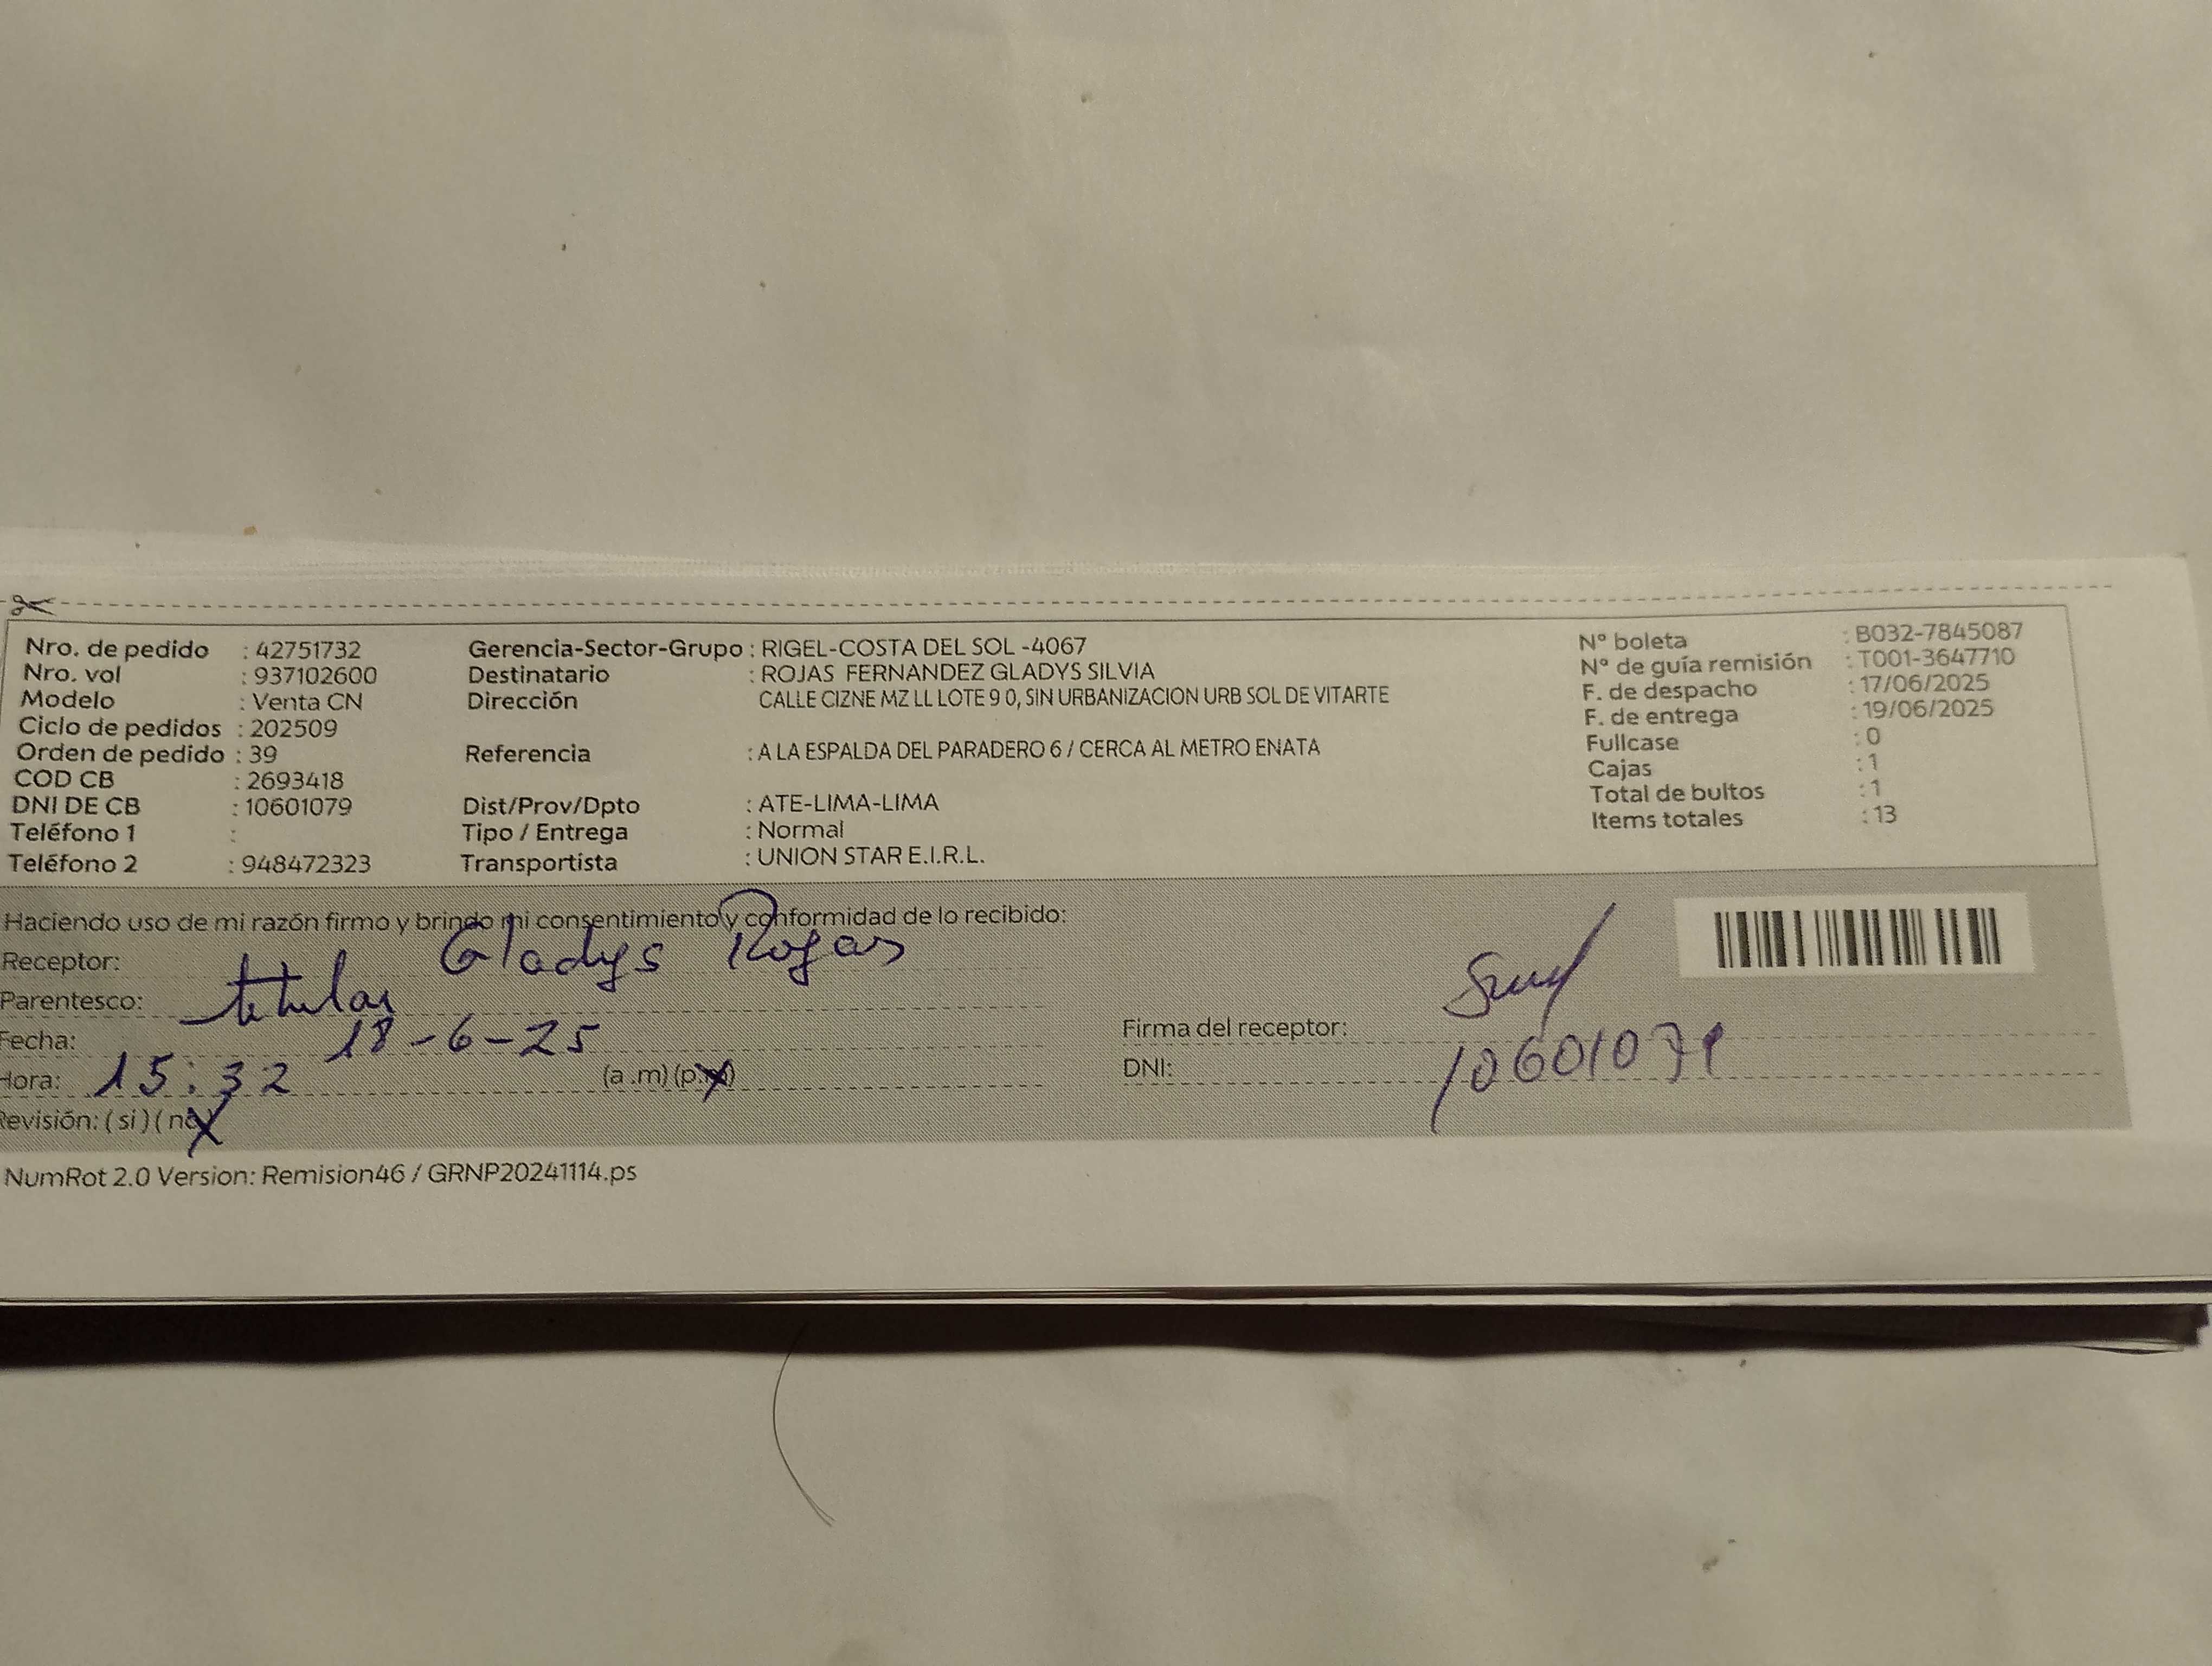 Nro. de pedido : 42751732 Gerencia-Sector-Grupo : RIGEL-COSTA DEL SOL -4067 N° boleta : B032-7845087
Nro. vol : 937102600 Destinatario : ROJAS FERNANDEZ GLADYS SILVIA N° de guía remisión : T001-3647710
Modelo : Venta CN Dirección CALLE CIZNE MZ LL LOTE 9 0, SIN URBANIZACION URB SOL DE VITARTE F. de despacho : 17/06/2025
Ciclo de pedidos : 202509 F. de entrega : 19/06/2025
Orden de pedido : 39 Referencia : A LA ESPALDA DEL PARADERO 6 / CERCA AL METRO ENATA Fullcase : 0
COD CB : 2693418 Cajas : 1
DNI DE CB : 10601079 Dist/Prov/Dpto : ATE-LIMA-LIMA Total de bultos : 1
Teléfono 1 : Tipo / Entrega : Normal Items totales : 13
Teléfono 2 : 948472323 Transportista : UNION STAR E.I.R.L.
Haciendo uso de mi razón firmo y brindo mi consentimiento y conformidad de lo recibido:
Receptor: Gladys Rojas
Parentesco: titular
Fecha: 18-6-25 Firma del receptor:
Hora: 15:32 (a .m) (p.m) DNI: 10601079
Revisión: ( si ) ( no )
NumRot 2.0 Version: Remision46 / GRNP20241114.ps